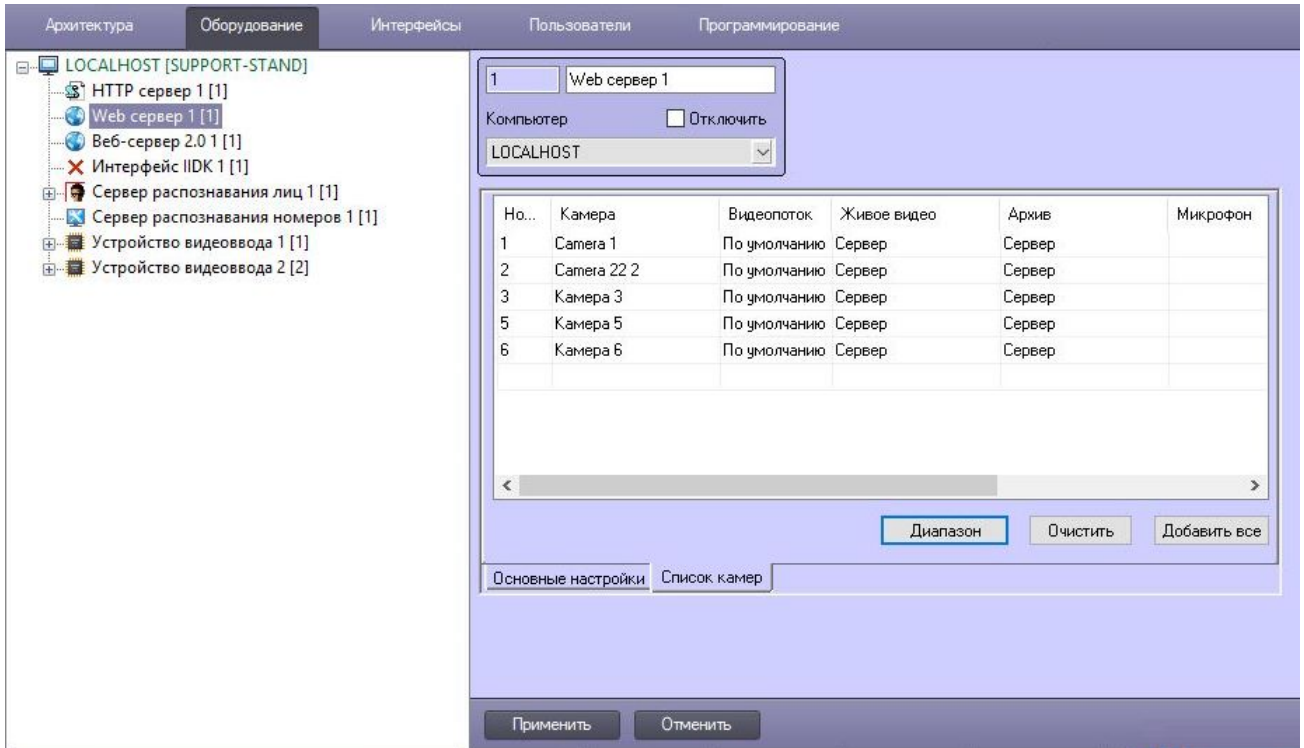 Архитектура Оборудование Интерфейсы Пользователи Программирование
LOCALHOST [SUPPORT-STAND]
HTTP сервер 1 [1]
Web сервер 1 [1]
Веб-сервер 2.0 1 [1]
Интерфейс IIDK 1 [1]
Сервер распознавания лиц 1 [1]
Сервер распознавания номеров 1 [1]
Устройство видеоввода 1 [1]
Устройство видеоввода 2 [2]
1 Web сервер 1
Компьютер Отключить
LOCALHOST
Но... Камера Видеопоток Живое видео Архив Микрофон
1 Camera 1 По умолчанию Сервер Сервер
2 Camera 22 2 По умолчанию Сервер Сервер
3 Камера 3 По умолчанию Сервер Сервер
5 Камера 5 По умолчанию Сервер Сервер
6 Камера 6 По умолчанию Сервер Сервер
Диапазон Очистить Добавить все
Основные настройки Список камер
Применить Отменить